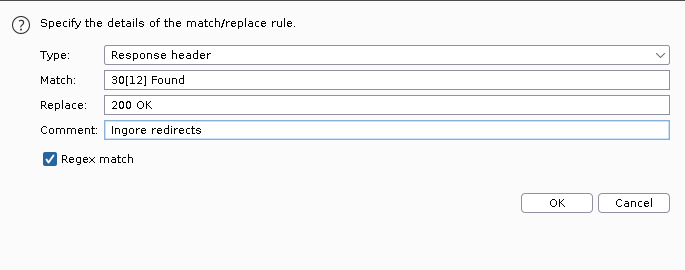 ? Specify the details of the match/replace rule.
Type: Response header
Match: 30[12] Found
Replace: 200 OK
Comment: Ingore redirects
Regex match
OK Cancel